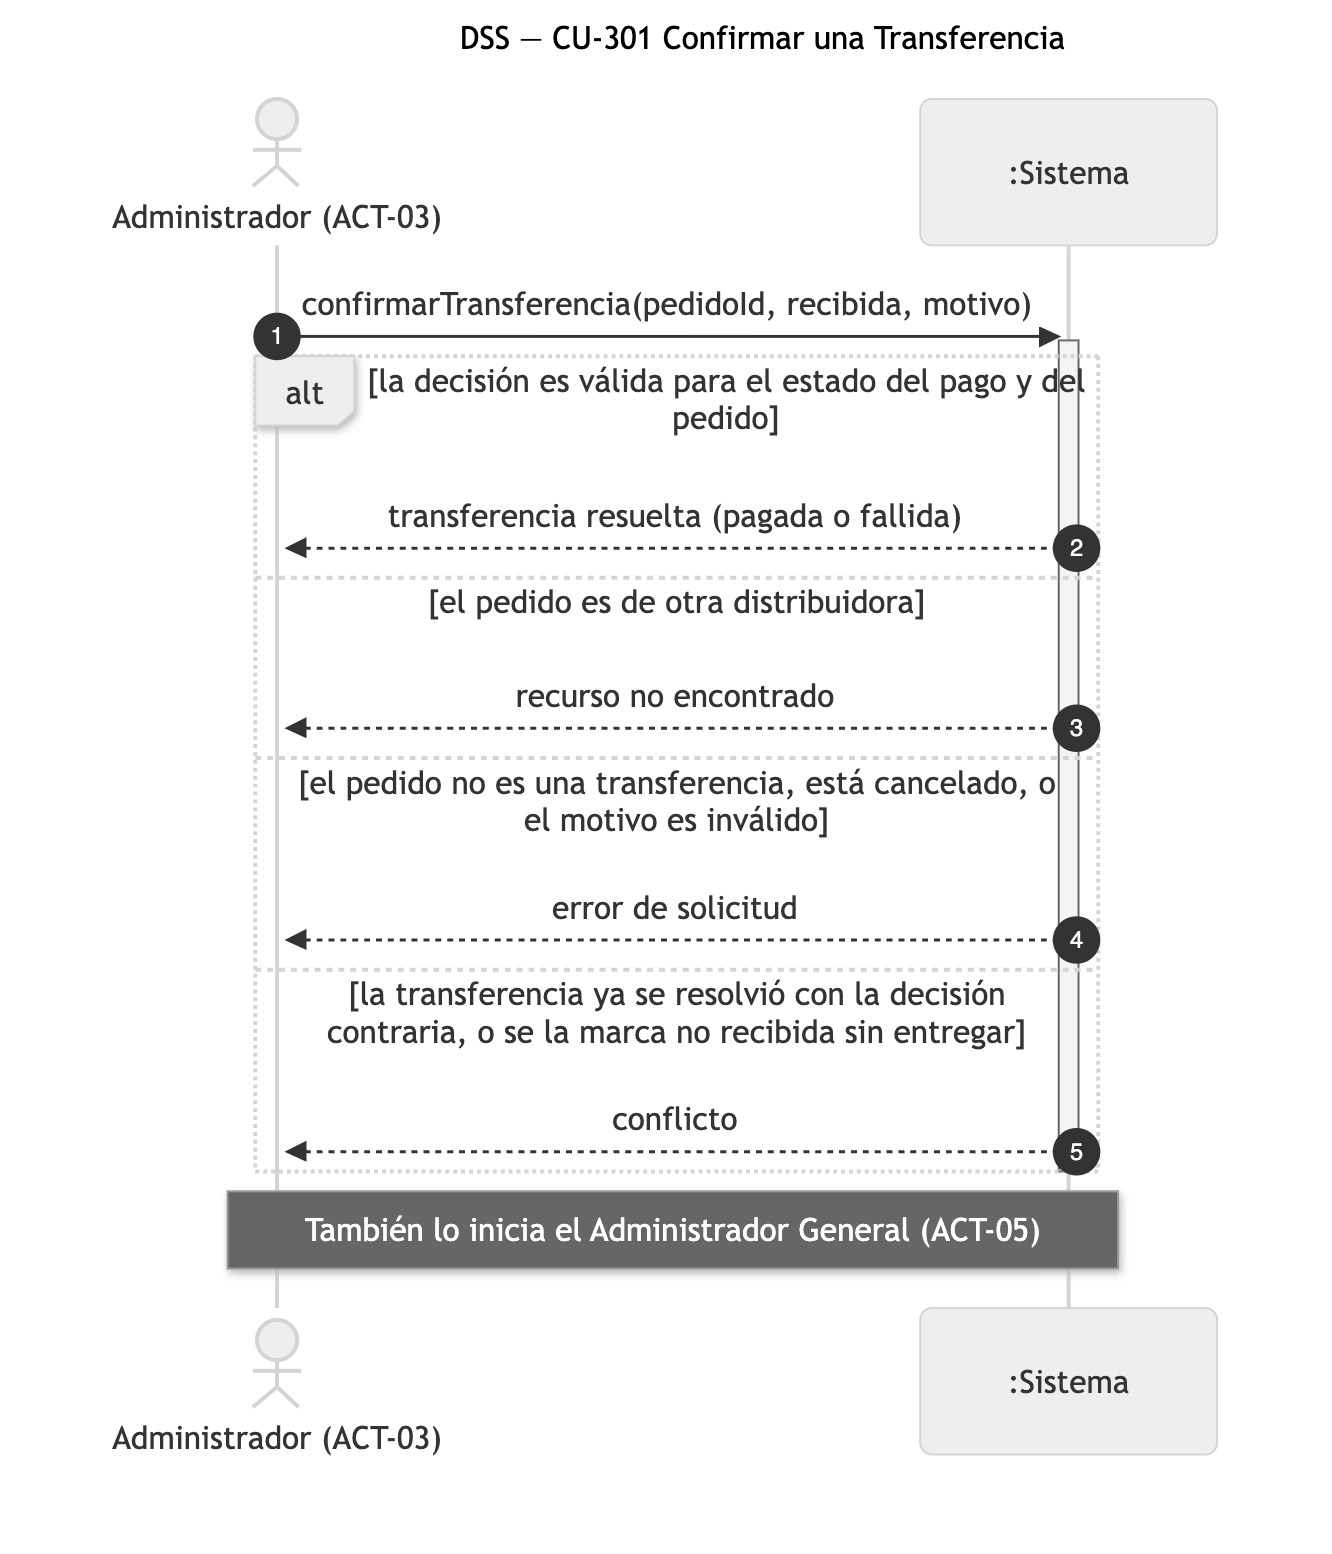 DSS — CU-301 Confirmar una Transferencia
Administrador (ACT-03)
:Sistema
confirmarTransferencia(pedidoId, recibida, motivo)
1
alt
[la decisión es válida para el estado del pago y del
pedido]
transferencia resuelta (pagada o fallida)
2
[el pedido es de otra distribuidora]
recurso no encontrado
3
[el pedido no es una transferencia, está cancelado, o
el motivo es inválido]
error de solicitud
4
[la transferencia ya se resolvió con la decisión
contraria, o se la marca no recibida sin entregar]
conflicto
5
También lo inicia el Administrador General (ACT-05)
Administrador (ACT-03)
:Sistema